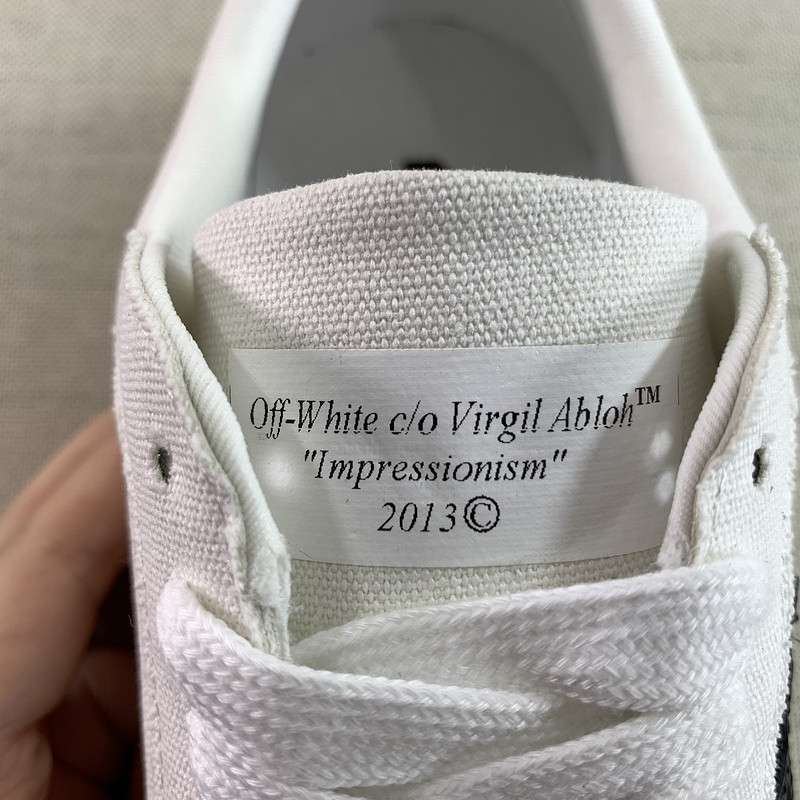 Off-White c/o Virgil Abloh™
"Impressionism"
2013©